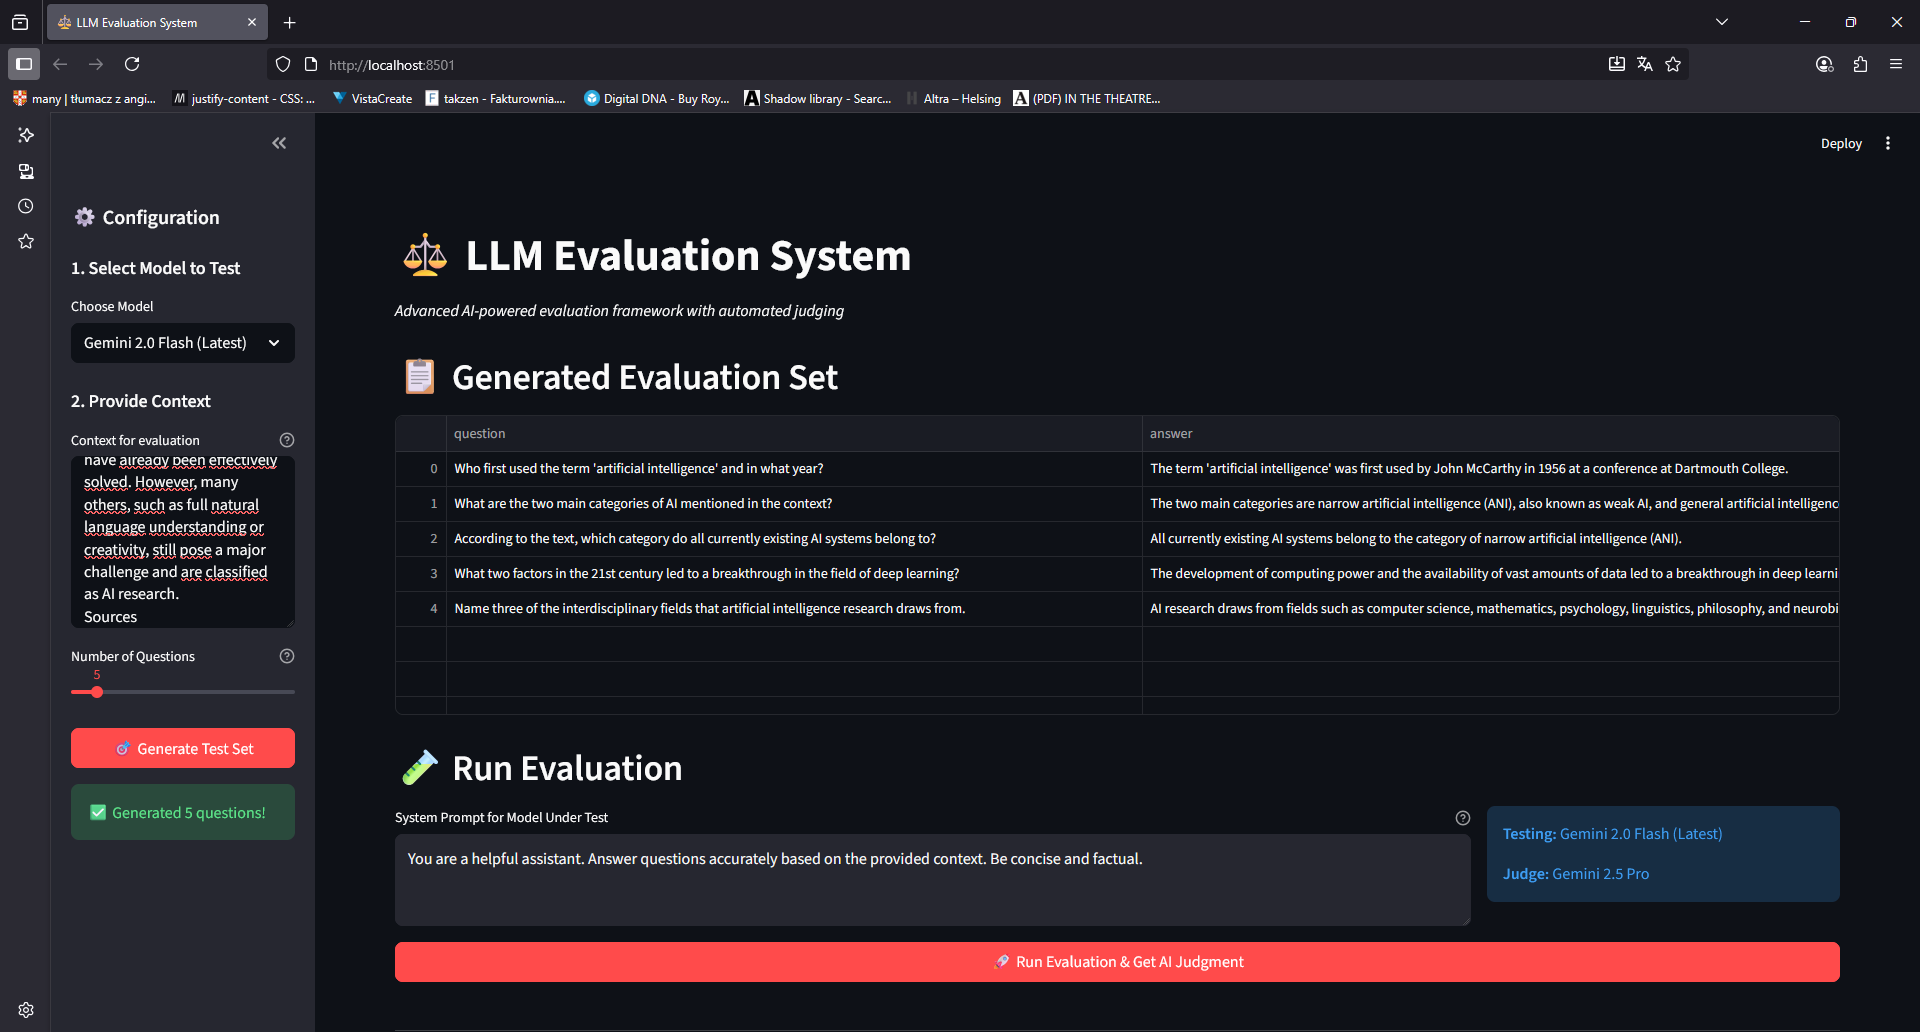 LLM Evaluation System
http://localhost:8501
many | tłumacz z angi...
justify-content - CSS: ...
VistaCreate
takzen - Fakturownia....
Digital DNA - Buy Roy...
Shadow library - Searc...
Altra – Helsing
(PDF) IN THE THEATRE...
Deploy
Configuration
1. Select Model to Test
Choose Model
Gemini 2.0 Flash (Latest)
2. Provide Context
Context for evaluation
have already been effectively
solved. However, many
others, such as full natural
language understanding or
creativity, still pose a major
challenge and are classified
as AI research.
Sources
Number of Questions
5
Generate Test Set
Generated 5 questions!
LLM Evaluation System
Advanced AI-powered evaluation framework with automated judging
Generated Evaluation Set
question answer
0 Who first used the term 'artificial intelligence' and in what year? The term 'artificial intelligence' was first used by John McCarthy in 1956 at a conference at Dartmouth College.
1 What are the two main categories of AI mentioned in the context? The two main categories are narrow artificial intelligence (ANI), also known as weak AI, and general artificial intelligenc
2 According to the text, which category do all currently existing AI systems belong to? All currently existing AI systems belong to the category of narrow artificial intelligence (ANI).
3 What two factors in the 21st century led to a breakthrough in the field of deep learning? The development of computing power and the availability of vast amounts of data led to a breakthrough in deep learni
4 Name three of the interdisciplinary fields that artificial intelligence research draws from. AI research draws from fields such as computer science, mathematics, psychology, linguistics, philosophy, and neurobi
Run Evaluation
System Prompt for Model Under Test
You are a helpful assistant. Answer questions accurately based on the provided context. Be concise and factual.
Testing: Gemini 2.0 Flash (Latest)
Judge: Gemini 2.5 Pro
Run Evaluation & Get AI Judgment